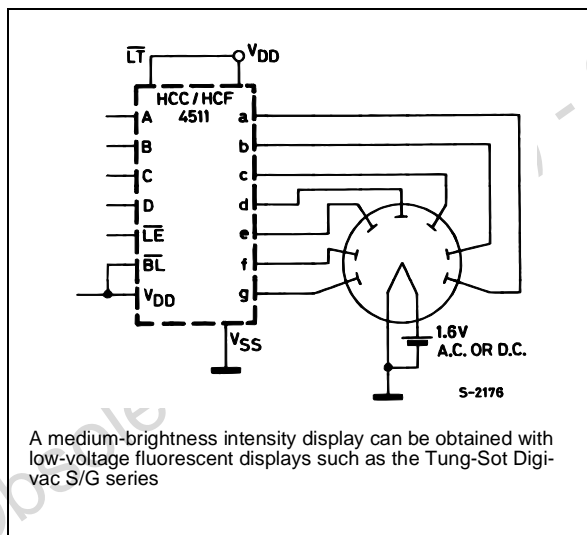 LT VDD
HCC / HCF
4511
A a
B b
C c
D d
LE e
BL f
VDD g
VSS
1.6V
A.C. OR D.C.
S-2176
A medium-brightness intensity display can be obtained with
low-voltage fluorescent displays such as the Tung-Sot Digi-
vac S/G series
obsole